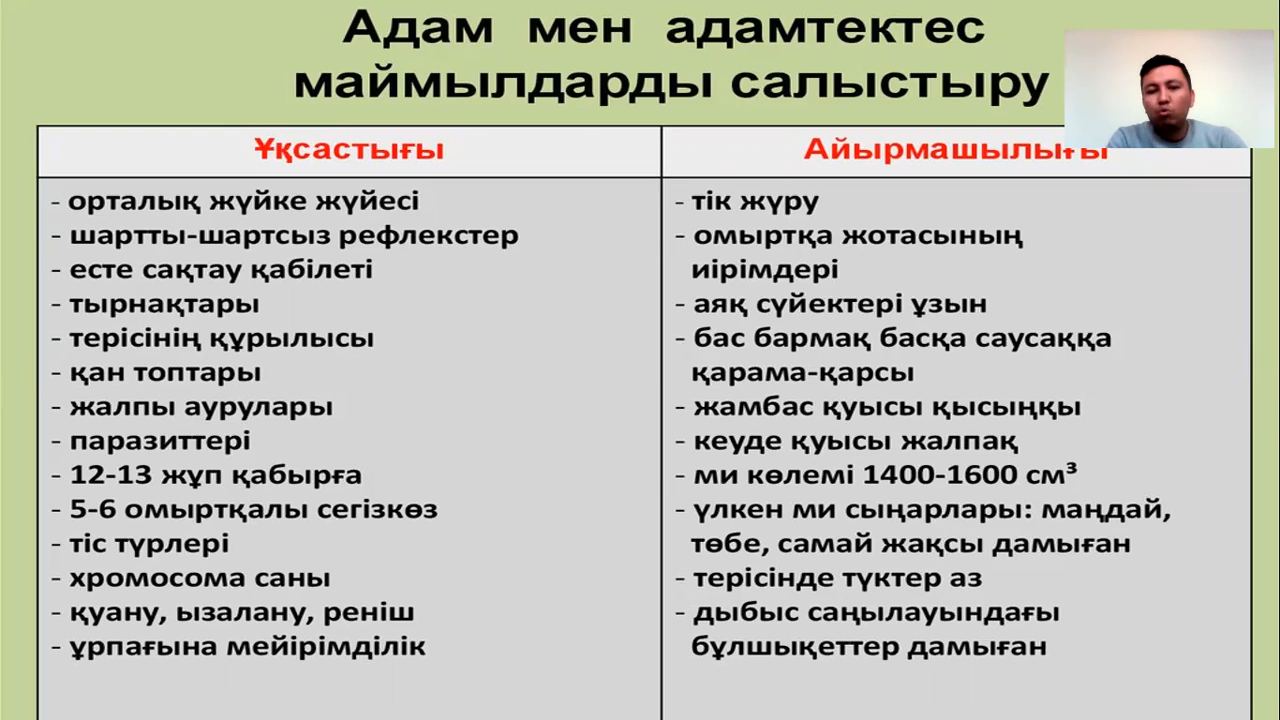 Адам мен адамтектес
маймылдарды салыстыру
Ұқсастығы
- орталық жүйке жүйесі
- шартты-шартсыз рефлекстер
- есте сақтау қабілеті
- тырнақтары
- терісінің құрылысы
- қан топтары
- жалпы аурулары
- паразиттері
- 12-13 жұп қабырға
- 5-6 омыртқалы сегізкөз
- тіс түрлері
- хромосома саны
- қуану, ызалану, реніш
- ұрпағына мейірімділік
Айырмашылығы
- тік жүру
- омыртқа жотасының
иірімдері
- аяқ сүйектері ұзын
- бас бармақ басқа саусаққа
қарама-қарсы
- жамбас қуысы қысыңқы
- кеуде қуысы жалпақ
- ми көлемі 1400-1600 см³
- үлкен ми сыңарлары: маңдай,
төбе, самай жақсы дамыған
- терісінде түктер аз
- дыбыс саңылауындағы
бұлшықеттер дамыған